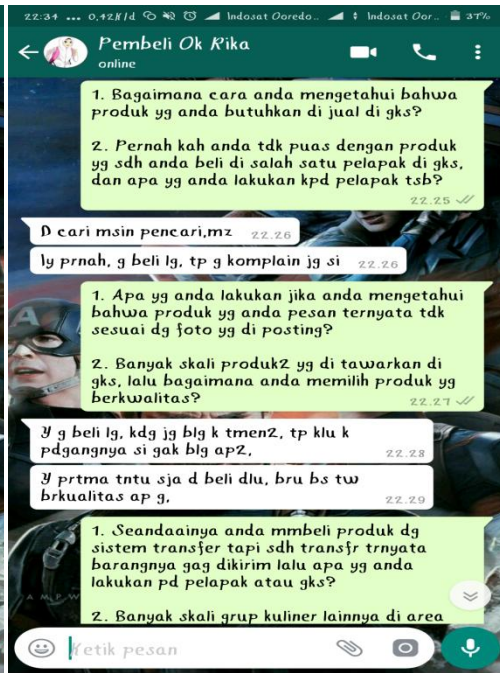 22:34 ... 0,42K/d Indosat Ooredo.. Indosat Oor.. 37%
Pembeli Ok Rika
online
1. Bagaimana cara anda mengetahui bahwa
produk yg anda butuhkan di jual di gks?
2. Pernah kah anda tdk puas dengan produk
yg sdh anda beli di salah satu pelapak di gks,
dan apa yg anda lakukan kpd pelapak tsb?
22.25
D cari msin pencari,mz 22.26
Iy prnah, g beli lg, tp g komplain jg si 22.26
1. Apa yg anda lakukan jika anda mengetahui
bahwa produk yg anda pesan ternyata tdk
sesuai dg foto yg di posting?
2. Banyak skali produk2 yg di tawarkan di
gks, lalu bagaimana anda memilih produk yg
berkwalitas? 22.27
Y g beli lg, kdg jg blg k tmen2, tp klu k
pdgangnya si gak blg ap2, 22.28
Y prtma tntu sja d beli dlu, bru bs tw
brkualitas ap g, 22.29
1. Seandaainya anda mmbeli produk dg
sistem transfer tapi sdh transfr trnyata
barangnya gag dikirim lalu apa yg anda
lakukan pd pelapak atau gks?
2. Banyak skali grup kuliner lainnya di area
Ketik pesan